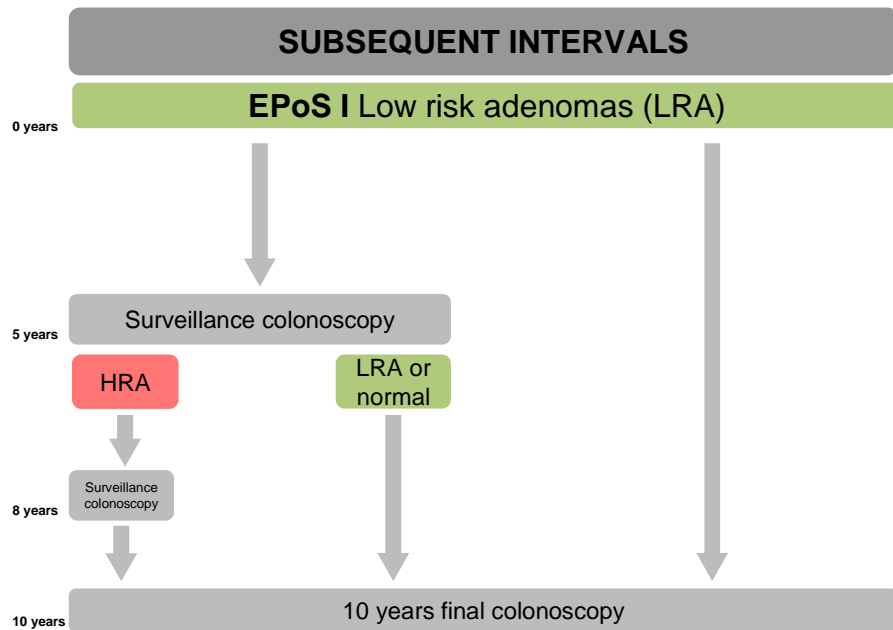 SUBSEQUENT INTERVALS
EPoS I Low risk adenomas (LRA)
0 years
Surveillance colonoscopy
5 years
HRA
LRA or
normal
Surveillance
colonoscopy
8 years
10 years final colonoscopy
10 years